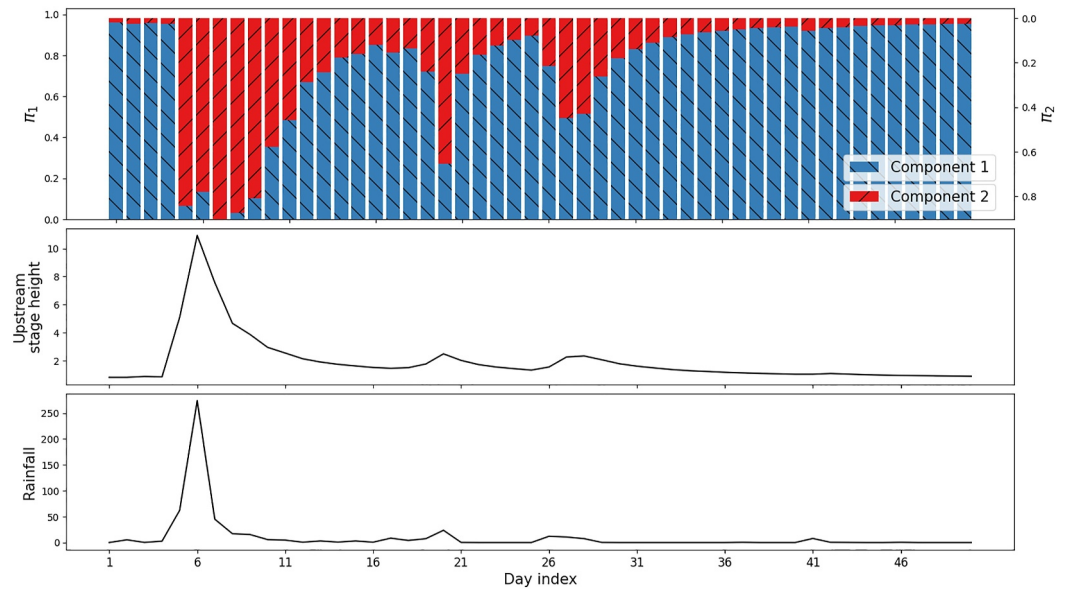 1.0
0.8
0.6
0.4
0.2
0.0
π₁
0.0
0.2
0.4
0.6
0.8
π₂
Component 1
Component 2
10
8
6
4
2
Upstream
stage height
250
200
150
100
50
0
Rainfall
1 6 11 16 21 26 31 36 41 46
Day index